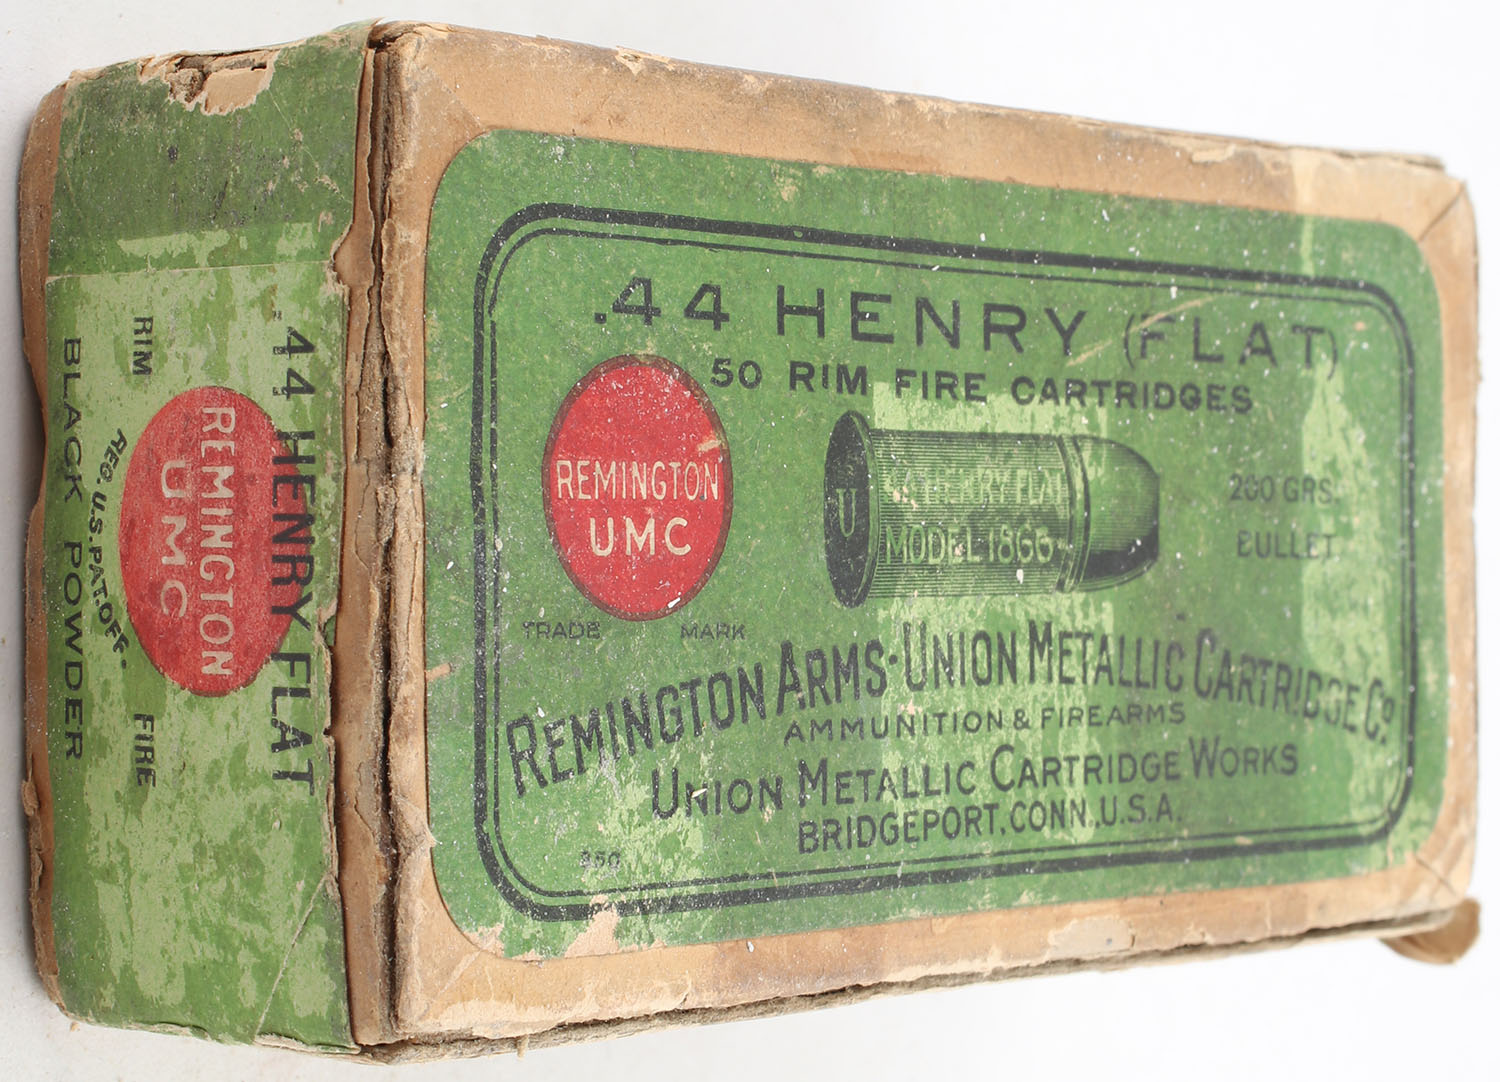 .44 HENRY (FLAT)
50 RIM FIRE CARTRIDGES
REMINGTON
UMC
TRADE MARK
U
44 HENRY FLAT
MODEL 1866
200 GRS.
BULLET
REMINGTON ARMS·UNION METALLIC CARTRIDGE CO.
AMMUNITION & FIREARMS
UNION METALLIC CARTRIDGE WORKS
BRIDGEPORT, CONN., U.S.A.
.44 HENRY FLAT
REMINGTON
UMC
RIM FIRE
REG. U.S. PAT. OFF.
BLACK POWDER